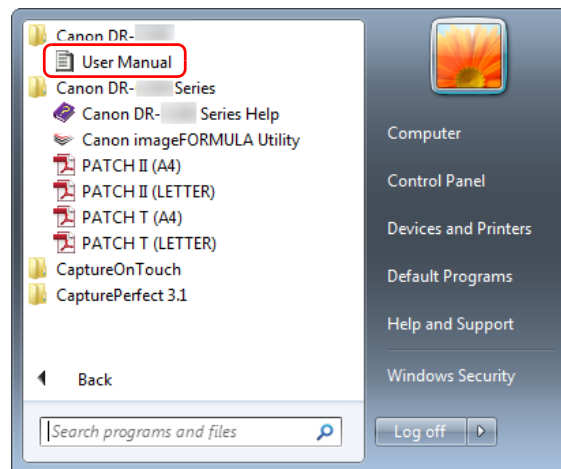 Canon DR-
User Manual
Canon DR- Series
Canon DR- Series Help
Canon imageFORMULA Utility
PATCH II (A4)
PATCH II (LETTER)
PATCH T (A4)
PATCH T (LETTER)
CaptureOnTouch
CapturePerfect 3.1
Back
Search programs and files
Computer
Control Panel
Devices and Printers
Default Programs
Help and Support
Windows Security
Log off